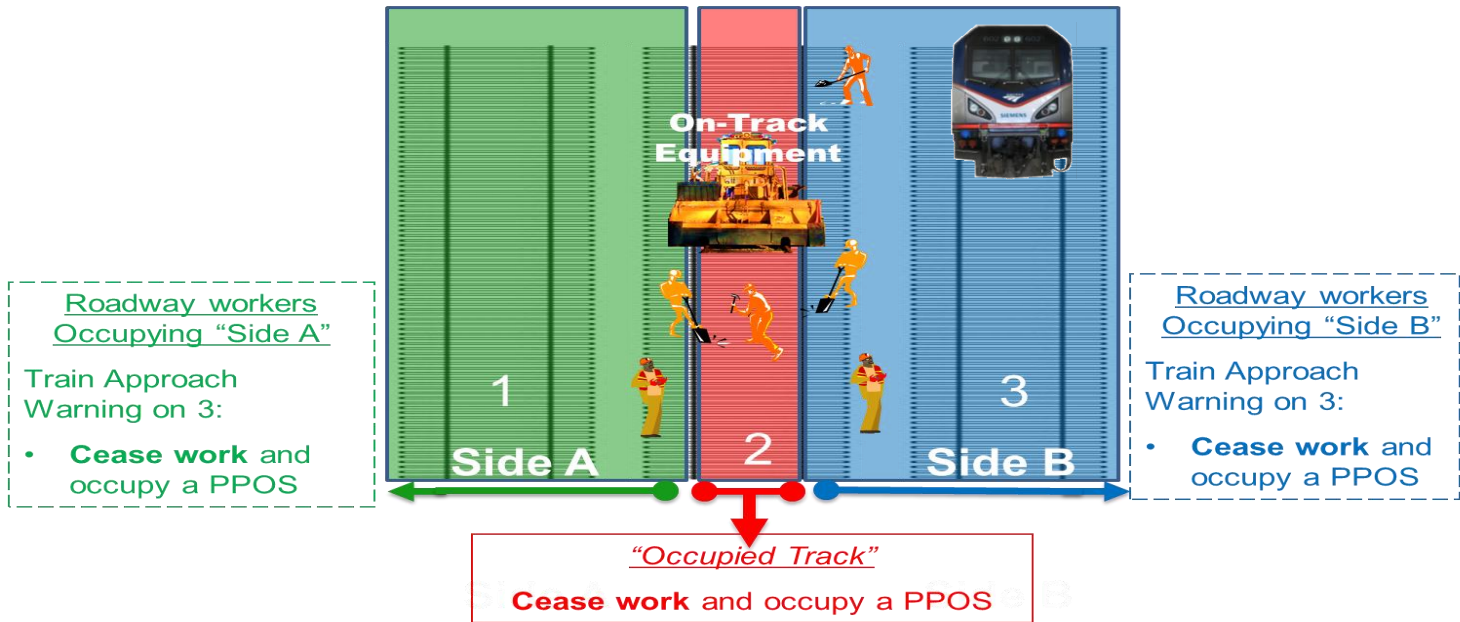 On-Track
Equipment
SIEMENS
1
2
3
Side A
Side B
Roadway workers
Occupying “Side A”
Train Approach
Warning on 3:
• Cease work and
occupy a PPOS
Roadway workers
Occupying “Side B”
Train Approach
Warning on 3:
• Cease work and
occupy a PPOS
“Occupied Track”
Cease work and occupy a PPOS